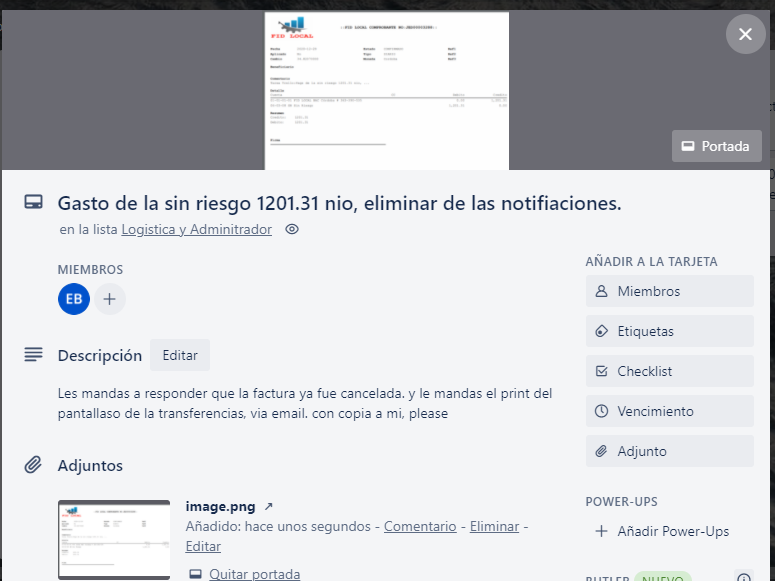 FID LOCAL
Portada
Gasto de la sin riesgo 1201.31 nio, eliminar de las notifiaciones.
en la lista Logistica y Adminitrador
MIEMBROS
EB
Descripción Editar
Les mandas a responder que la factura ya fue cancelada. y le mandas el print del
pantallaso de la transferencias, via email. con copia a mi, please
Adjuntos
image.png ↗
Añadido: hace unos segundos - Comentario - Eliminar -
Editar
Quitar portada
AÑADIR A LA TARJETA
Miembros
Etiquetas
Checklist
Vencimiento
Adjunto
POWER-UPS
Añadir Power-Ups
BUTLER NUEVO